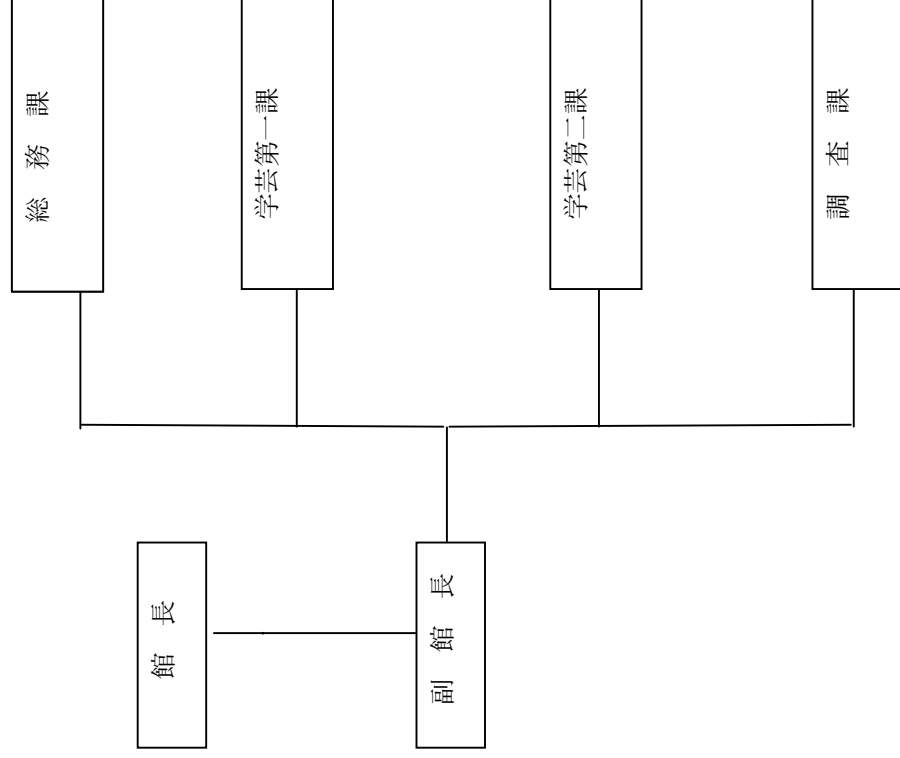 館　長
副　館　長
総　務　課
学芸第一課
学芸第二課
調　査　課